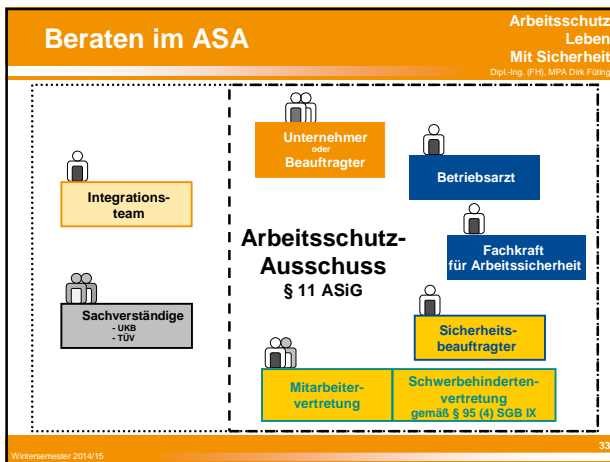 Beraten im ASA
Arbeitsschutz
Leben
Mit Sicherheit
Dipl.-Ing. (FH), MPA Dirk Füting
Unternehmer
oder
Beauftragter
Betriebsarzt
Integrations-
team
Arbeitsschutz-
Ausschuss
§ 11 ASiG
Fachkraft
für Arbeitssicherheit
Sachverständige
- UKB
- TÜV
Sicherheits-
beauftragter
Mitarbeiter-
vertretung
Schwerbehinderten-
vertretung
gemäß § 95 (4) SGB IX
Wintersemester 2014/15
33